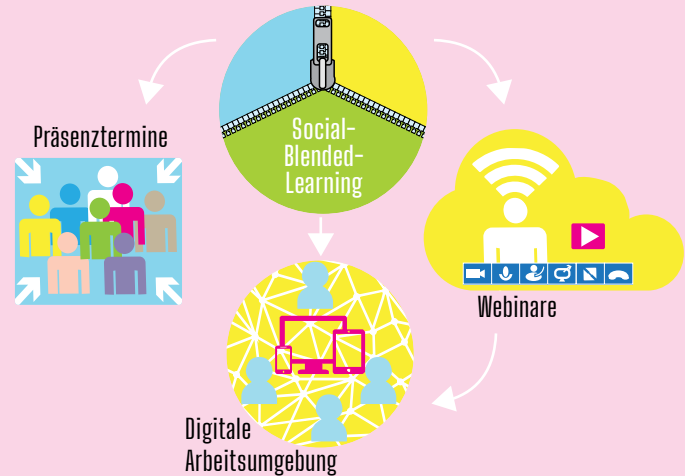 Social-
Blended-
Learning
Präsenztermine
Webinare
Digitale
Arbeitsumgebung